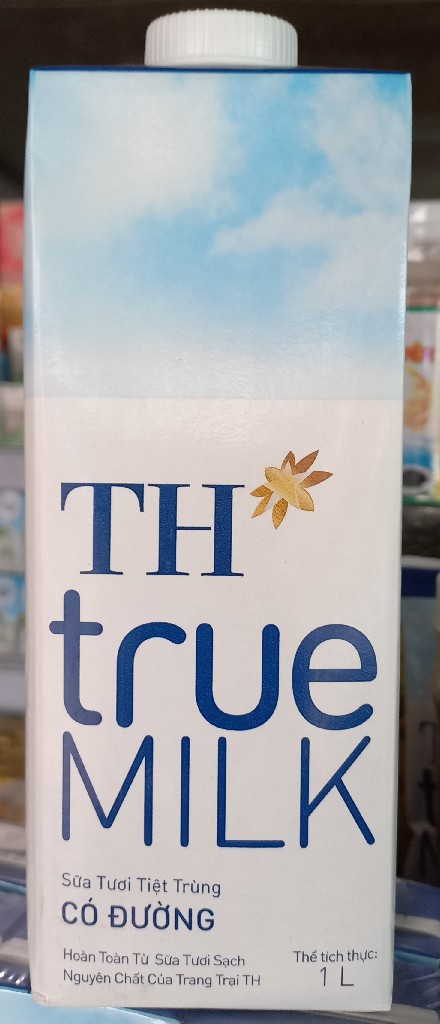 TH
true
MILK
Sữa Tươi Tiệt Trùng
CÓ ĐƯỜNG
Hoàn Toàn Từ Sữa Tươi Sạch
Nguyên Chất Của Trang Trại TH
Thể tích thực:
1 L